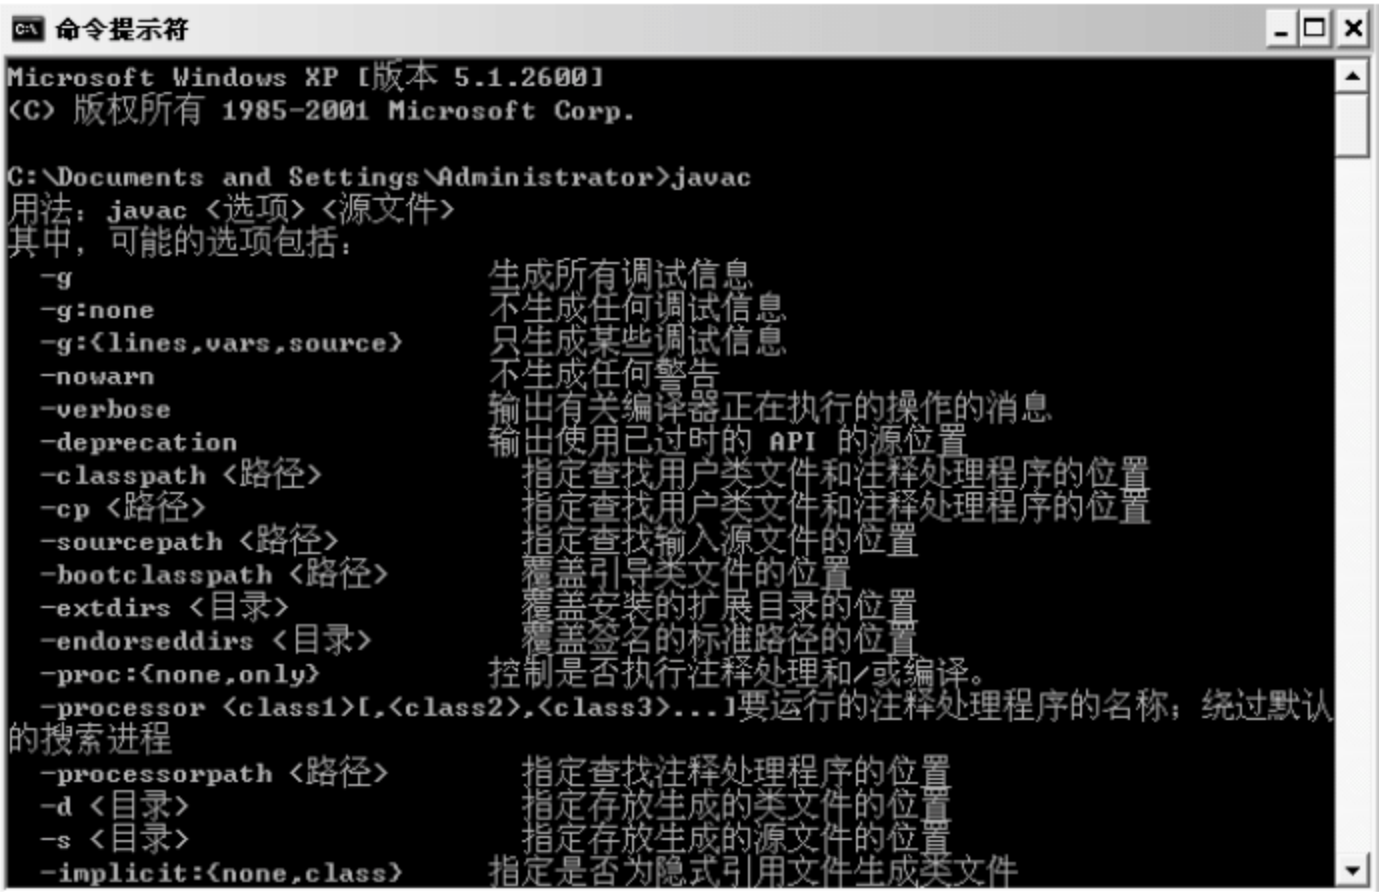 命令提示符
Microsoft Windows XP [版本 5.1.2600]
(C) 版权所有 1985-2001 Microsoft Corp.
C:\Documents and Settings\Administrator>javac
用法: javac <选项> <源文件>
其中, 可能的选项包括:
-g 生成所有调试信息
-g:none 不生成任何调试信息
-g:{lines,vars,source} 只生成某些调试信息
-nowarn 不生成任何警告
-verbose 输出有关编译器正在执行的操作的消息
-deprecation 输出使用已过时的 API 的源位置
-classpath <路径> 指定查找用户类文件和注释处理程序的位置
-cp <路径> 指定查找用户类文件和注释处理程序的位置
-sourcepath <路径> 指定查找输入源文件的位置
-bootclasspath <路径> 覆盖引导类文件的位置
-extdirs <目录> 覆盖安装的扩展目录的位置
-endorseddirs <目录> 覆盖签名的标准路径的位置
-proc:{none,only} 控制是否执行注释处理和/或编译。
-processor <class1>[,<class2>,<class3>...]要运行的注释处理程序的名称; 绕过默认
的搜索进程
-processorpath <路径> 指定查找注释处理程序的位置
-d <目录> 指定存放生成的类文件的位置
-s <目录> 指定存放生成的源文件的位置
-implicit:{none,class} 指定是否为隐式引用文件生成类文件